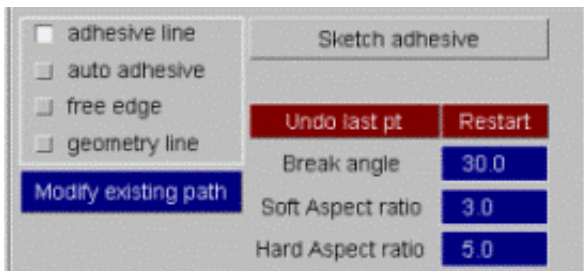 adhesive line
Sketch adhesive
auto adhesive
free edge
Undo last pt Restart
geometry line
Break angle 30.0
Modify existing path
Soft Aspect ratio 3.0
Hard Aspect ratio 5.0